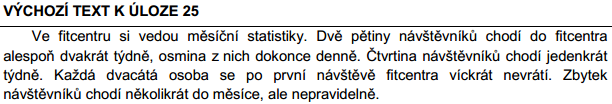 VÝCHOZÍ TEXT K ÚLOZE 25
Ve fitcentru si vedou měsíční statistiky. Dvě pětiny návštěvníků chodí do fitcentra
alespoň dvakrát týdně, osmina z nich dokonce denně. Čtvrtina návštěvníků chodí jedenkrát
týdně. Každá dvacátá osoba se po první návštěvě fitcentra víckrát nevrátí. Zbytek
návštěvníků chodí několikrát do měsíce, ale nepravidelně.